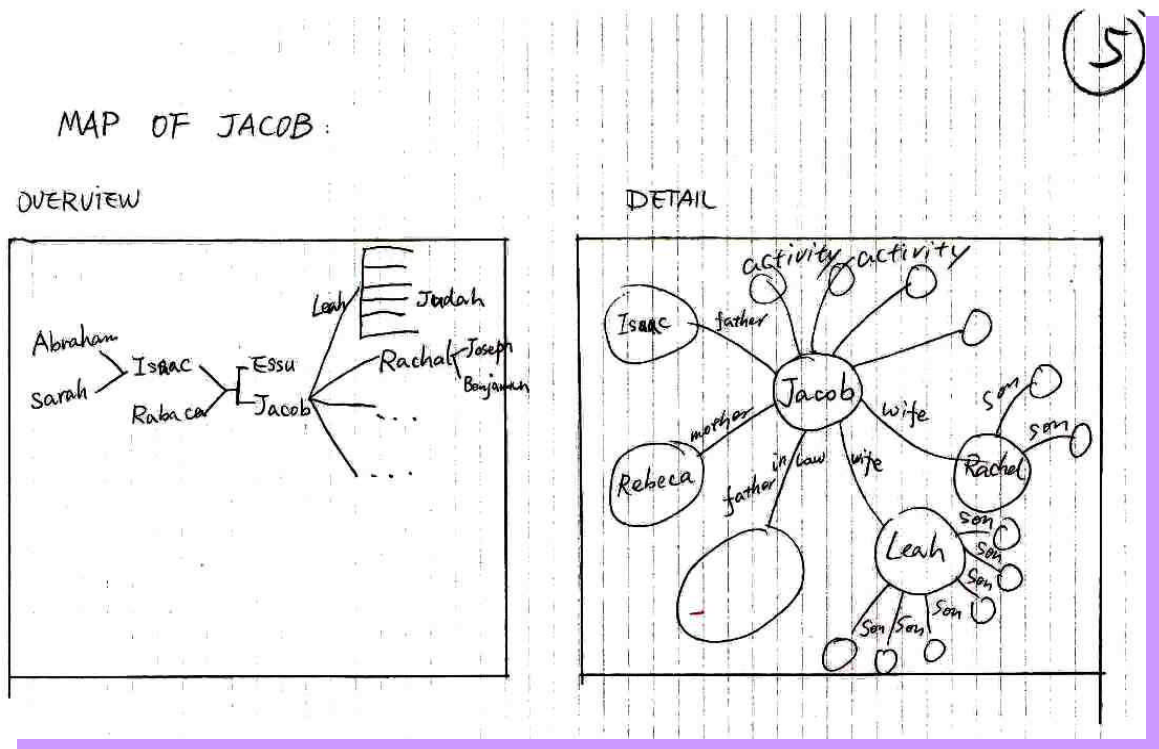 5
MAP OF JACOB:
OVERVIEW
Leah
Judah
Abraham
Sarah
Isaac
Rabaca
Essu
Jacob
Rachal
Joseph
Benjamin
....
....
DETAIL
activity
activity
Isaac
father
Jacob
mother
Rebeca
father in law
wife
wife
Rachel
son
son
Leah
son
son
son
son
son
son